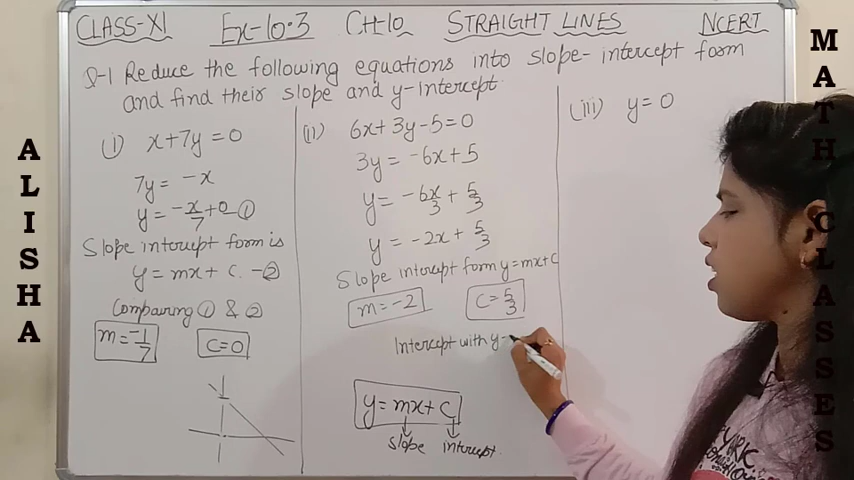 CLASS-XI Ex-10.3 CH-10 STRAIGHT LINES NCERT
Q-1 Reduce the following equations into slope-intercept form
and find their slope and y-intercept.
(i) x+7y=0
7y = -x
y = -x/7 + 0 -①
Slope intercept form is
y = mx + c. -②
Comparing ① & ②
m = -1/7 c=0
(ii) 6x+3y-5=0
3y = -6x+5
y = -6x/3 + 5/3
y = -2x + 5/3
Slope intercept form y=mx+c
m = -2 c = 5/3
Intercept with y-
y = mx + c
slope intercept.
(iii) y = 0
ALISHA
MATH CLASSES